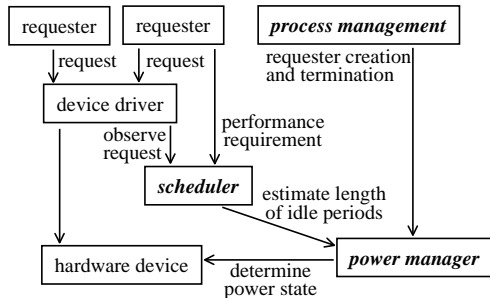 requester
requester
process management
request
request
requester creation
and termination
device driver
observe
request
performance
requirement
scheduler
estimate length
of idle periods
hardware device
determine
power state
power manager